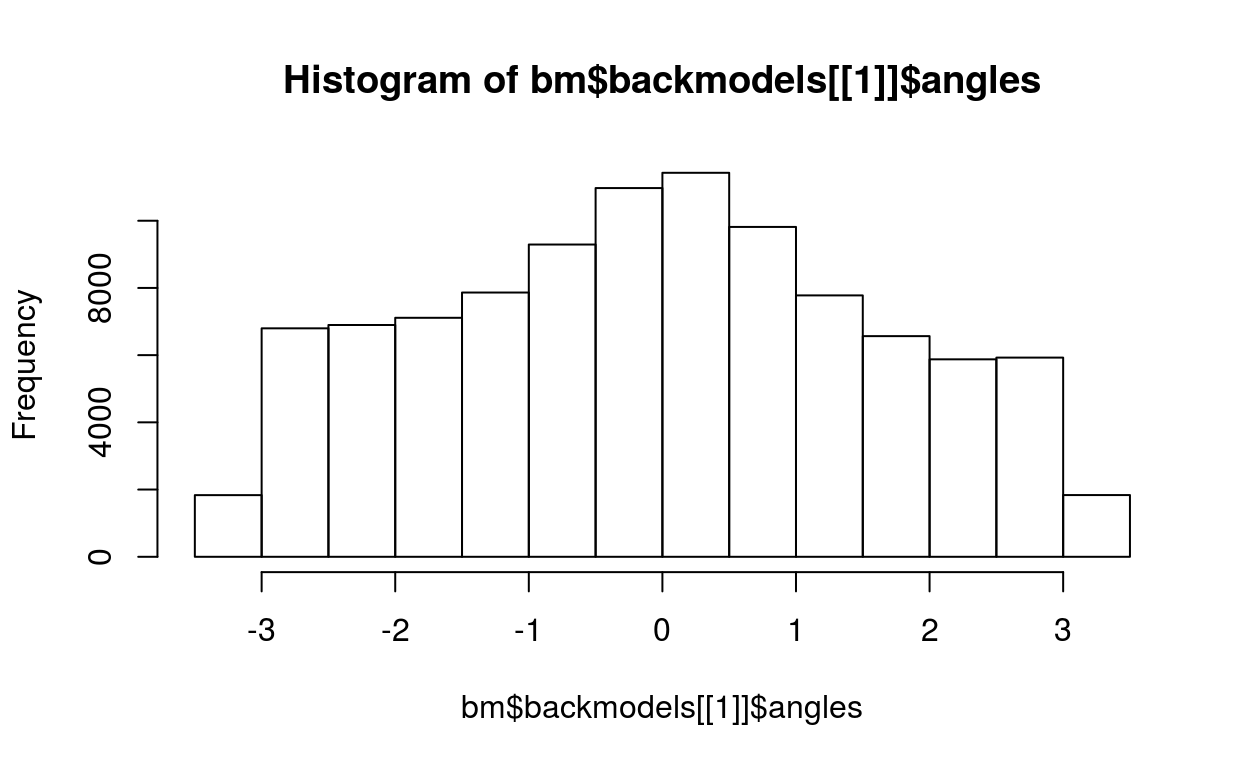 Histogram of bm$backmodels[[1]]$angles
Frequency
8000
4000
0
-3 -2 -1 0 1 2 3
bm$backmodels[[1]]$angles